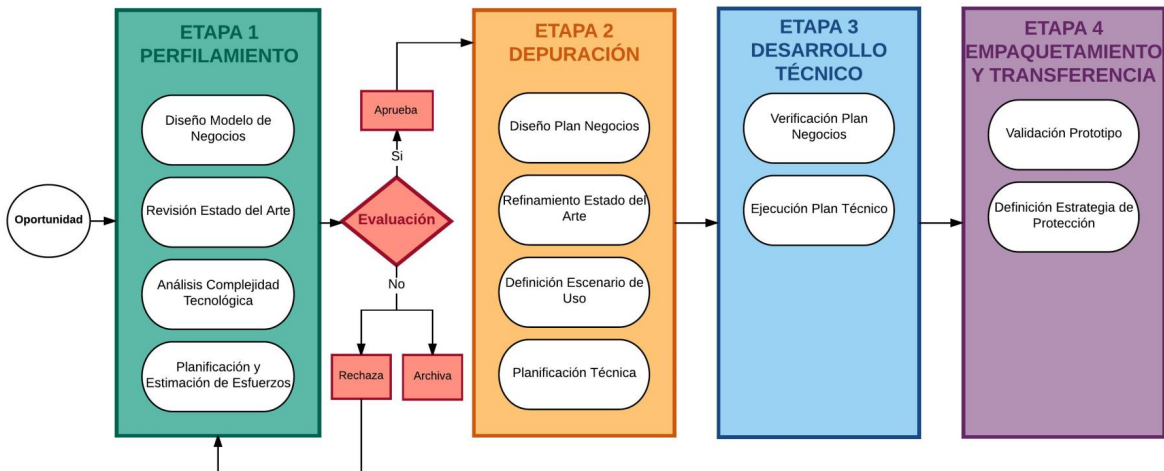 Oportunidad
ETAPA 1
PERFILAMIENTO
Diseño Modelo de
Negocios
Revisión Estado del Arte
Análisis Complejidad
Tecnológica
Planificación y
Estimación de Esfuerzos
Aprueba
Si
Evaluación
No
Rechaza
Archiva
ETAPA 2
DEPURACIÓN
Diseño Plan Negocios
Refinamiento Estado del
Arte
Definición Escenario de
Uso
Planificación Técnica
ETAPA 3
DESARROLLO
TÉCNICO
Verificación Plan
Negocios
Ejecución Plan Técnico
ETAPA 4
EMPAQUETAMIENTO
Y TRANSFERENCIA
Validación Prototipo
Definición Estrategia de
Protección